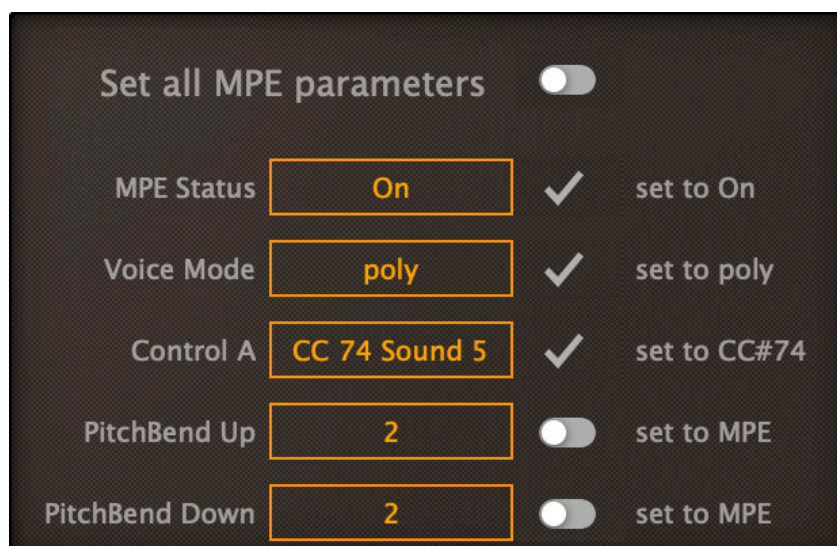 Set all MPE parameters
MPE Status On set to On
Voice Mode poly set to poly
Control A CC 74 Sound 5 set to CC#74
PitchBend Up 2 set to MPE
PitchBend Down 2 set to MPE